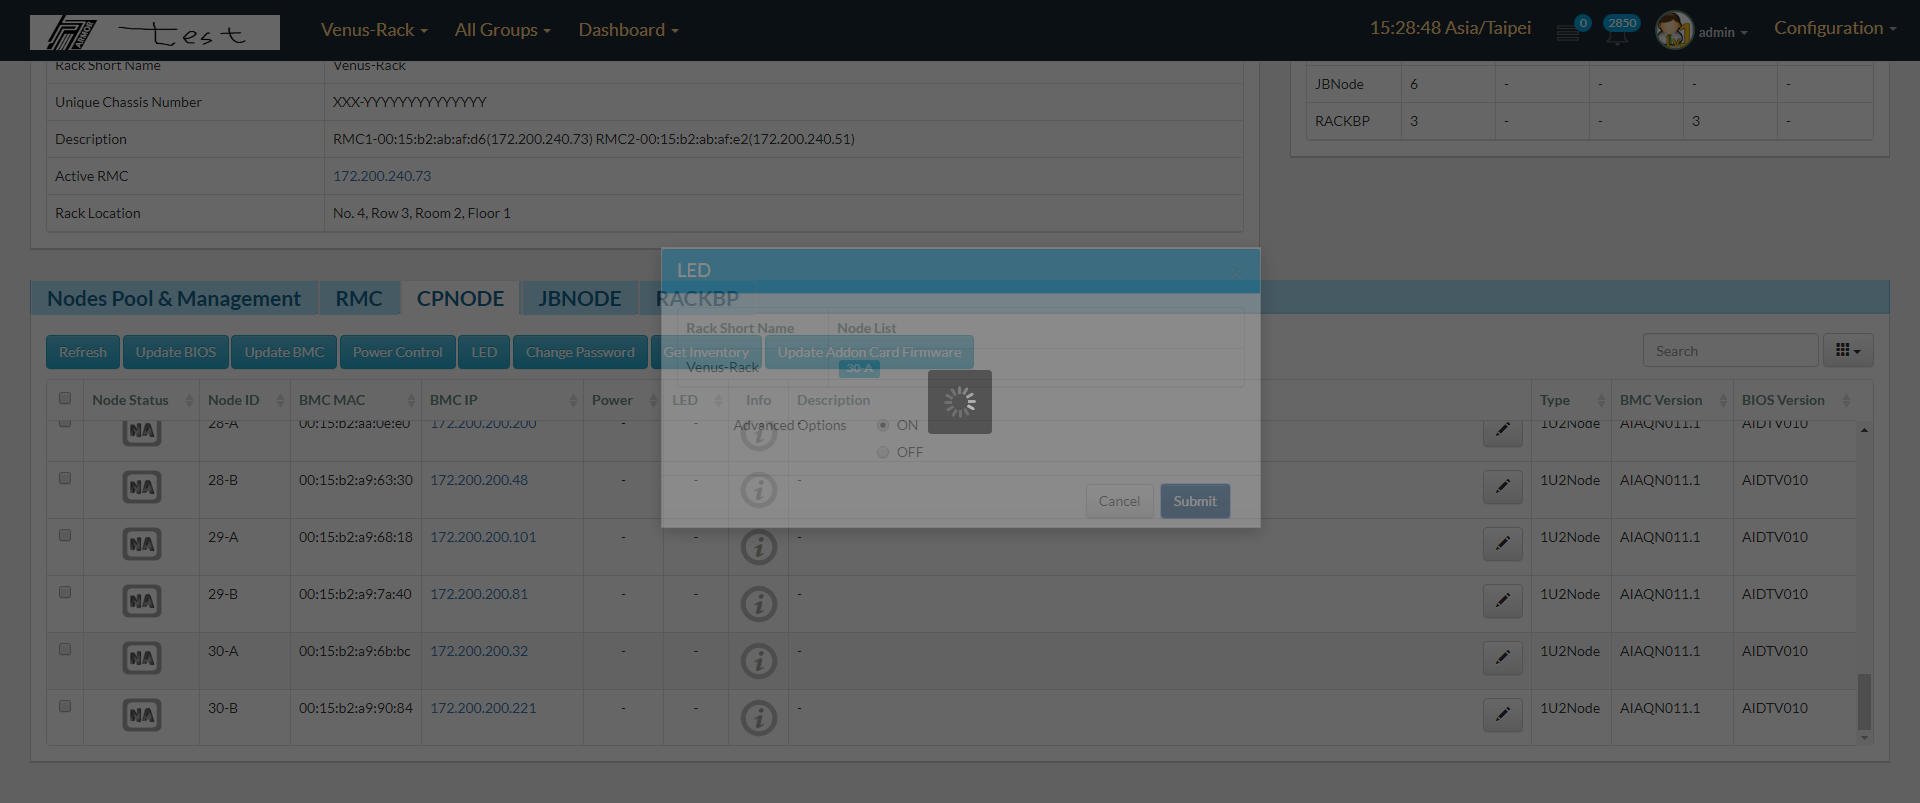 ARMOR test Venus-Rack All Groups Dashboard 15:28:48 Asia/Taipei 0 2850 admin Configuration
Rack Short Name Venus-Rack
Unique Chassis Number XXX-YYYYYYYYYYYYYY
Description RMC1-00:15:b2:ab:af:d6(172.200.240.73) RMC2-00:15:b2:ab:af:e2(172.200.240.51)
Active RMC 172.200.240.73
Rack Location No. 4, Row 3, Room 2, Floor 1
JBNode 6 - - - -
RACKBP 3 - - 3 -
LED
Nodes Pool & Management RMC CPNODE JBNODE RACKBP
Rack Short Name Node List
Venus-Rack 30-A
Refresh Update BIOS Update BMC Power Control LED Change Password Get Inventory Update Addon Card Firmware Search
Node Status Node ID BMC MAC BMC IP Power LED Info Description Type BMC Version BIOS Version
Advanced Options ON
OFF
Cancel Submit
NA 28-A 00:15:b2:aa:0e:e0 172.200.200.200 - - i - 1U2Node AIAQN011.1 AIDTV010
NA 28-B 00:15:b2:a9:63:30 172.200.200.48 - - i - 1U2Node AIAQN011.1 AIDTV010
NA 29-A 00:15:b2:a9:68:18 172.200.200.101 - - i - 1U2Node AIAQN011.1 AIDTV010
NA 29-B 00:15:b2:a9:7a:40 172.200.200.81 - - i - 1U2Node AIAQN011.1 AIDTV010
NA 30-A 00:15:b2:a9:6b:bc 172.200.200.32 - - i - 1U2Node AIAQN011.1 AIDTV010
NA 30-B 00:15:b2:a9:90:84 172.200.200.221 - - i - 1U2Node AIAQN011.1 AIDTV010